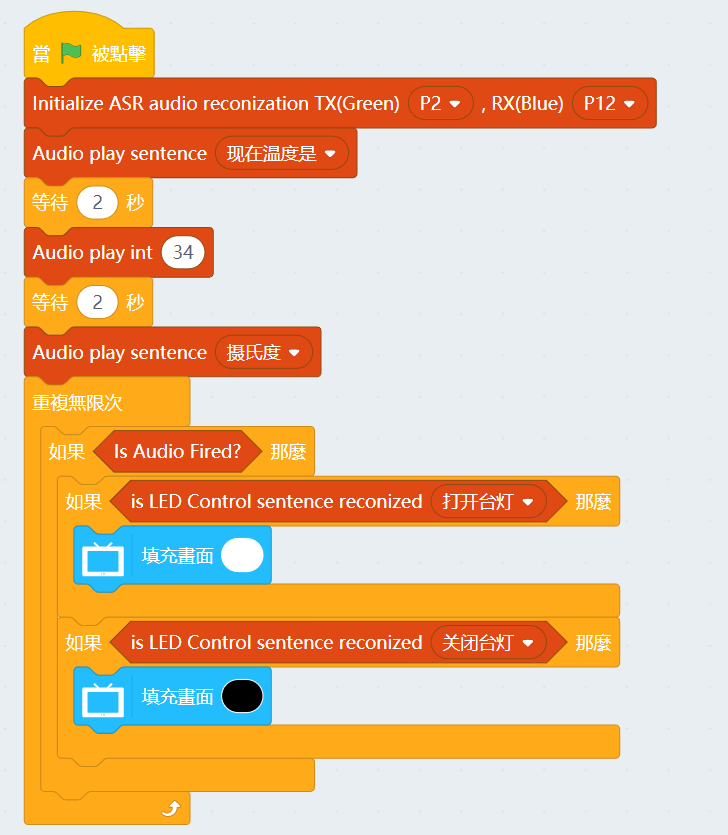 當 被點擊
Initialize ASR audio reconization TX(Green) P2 , RX(Blue) P12
Audio play sentence 现在温度是
等待 2 秒
Audio play int 34
等待 2 秒
Audio play sentence 摄氏度
重複無限次
如果 Is Audio Fired? 那麼
如果 is LED Control sentence reconized 打开台灯 那麼
填充畫面
如果 is LED Control sentence reconized 关闭台灯 那麼
填充畫面